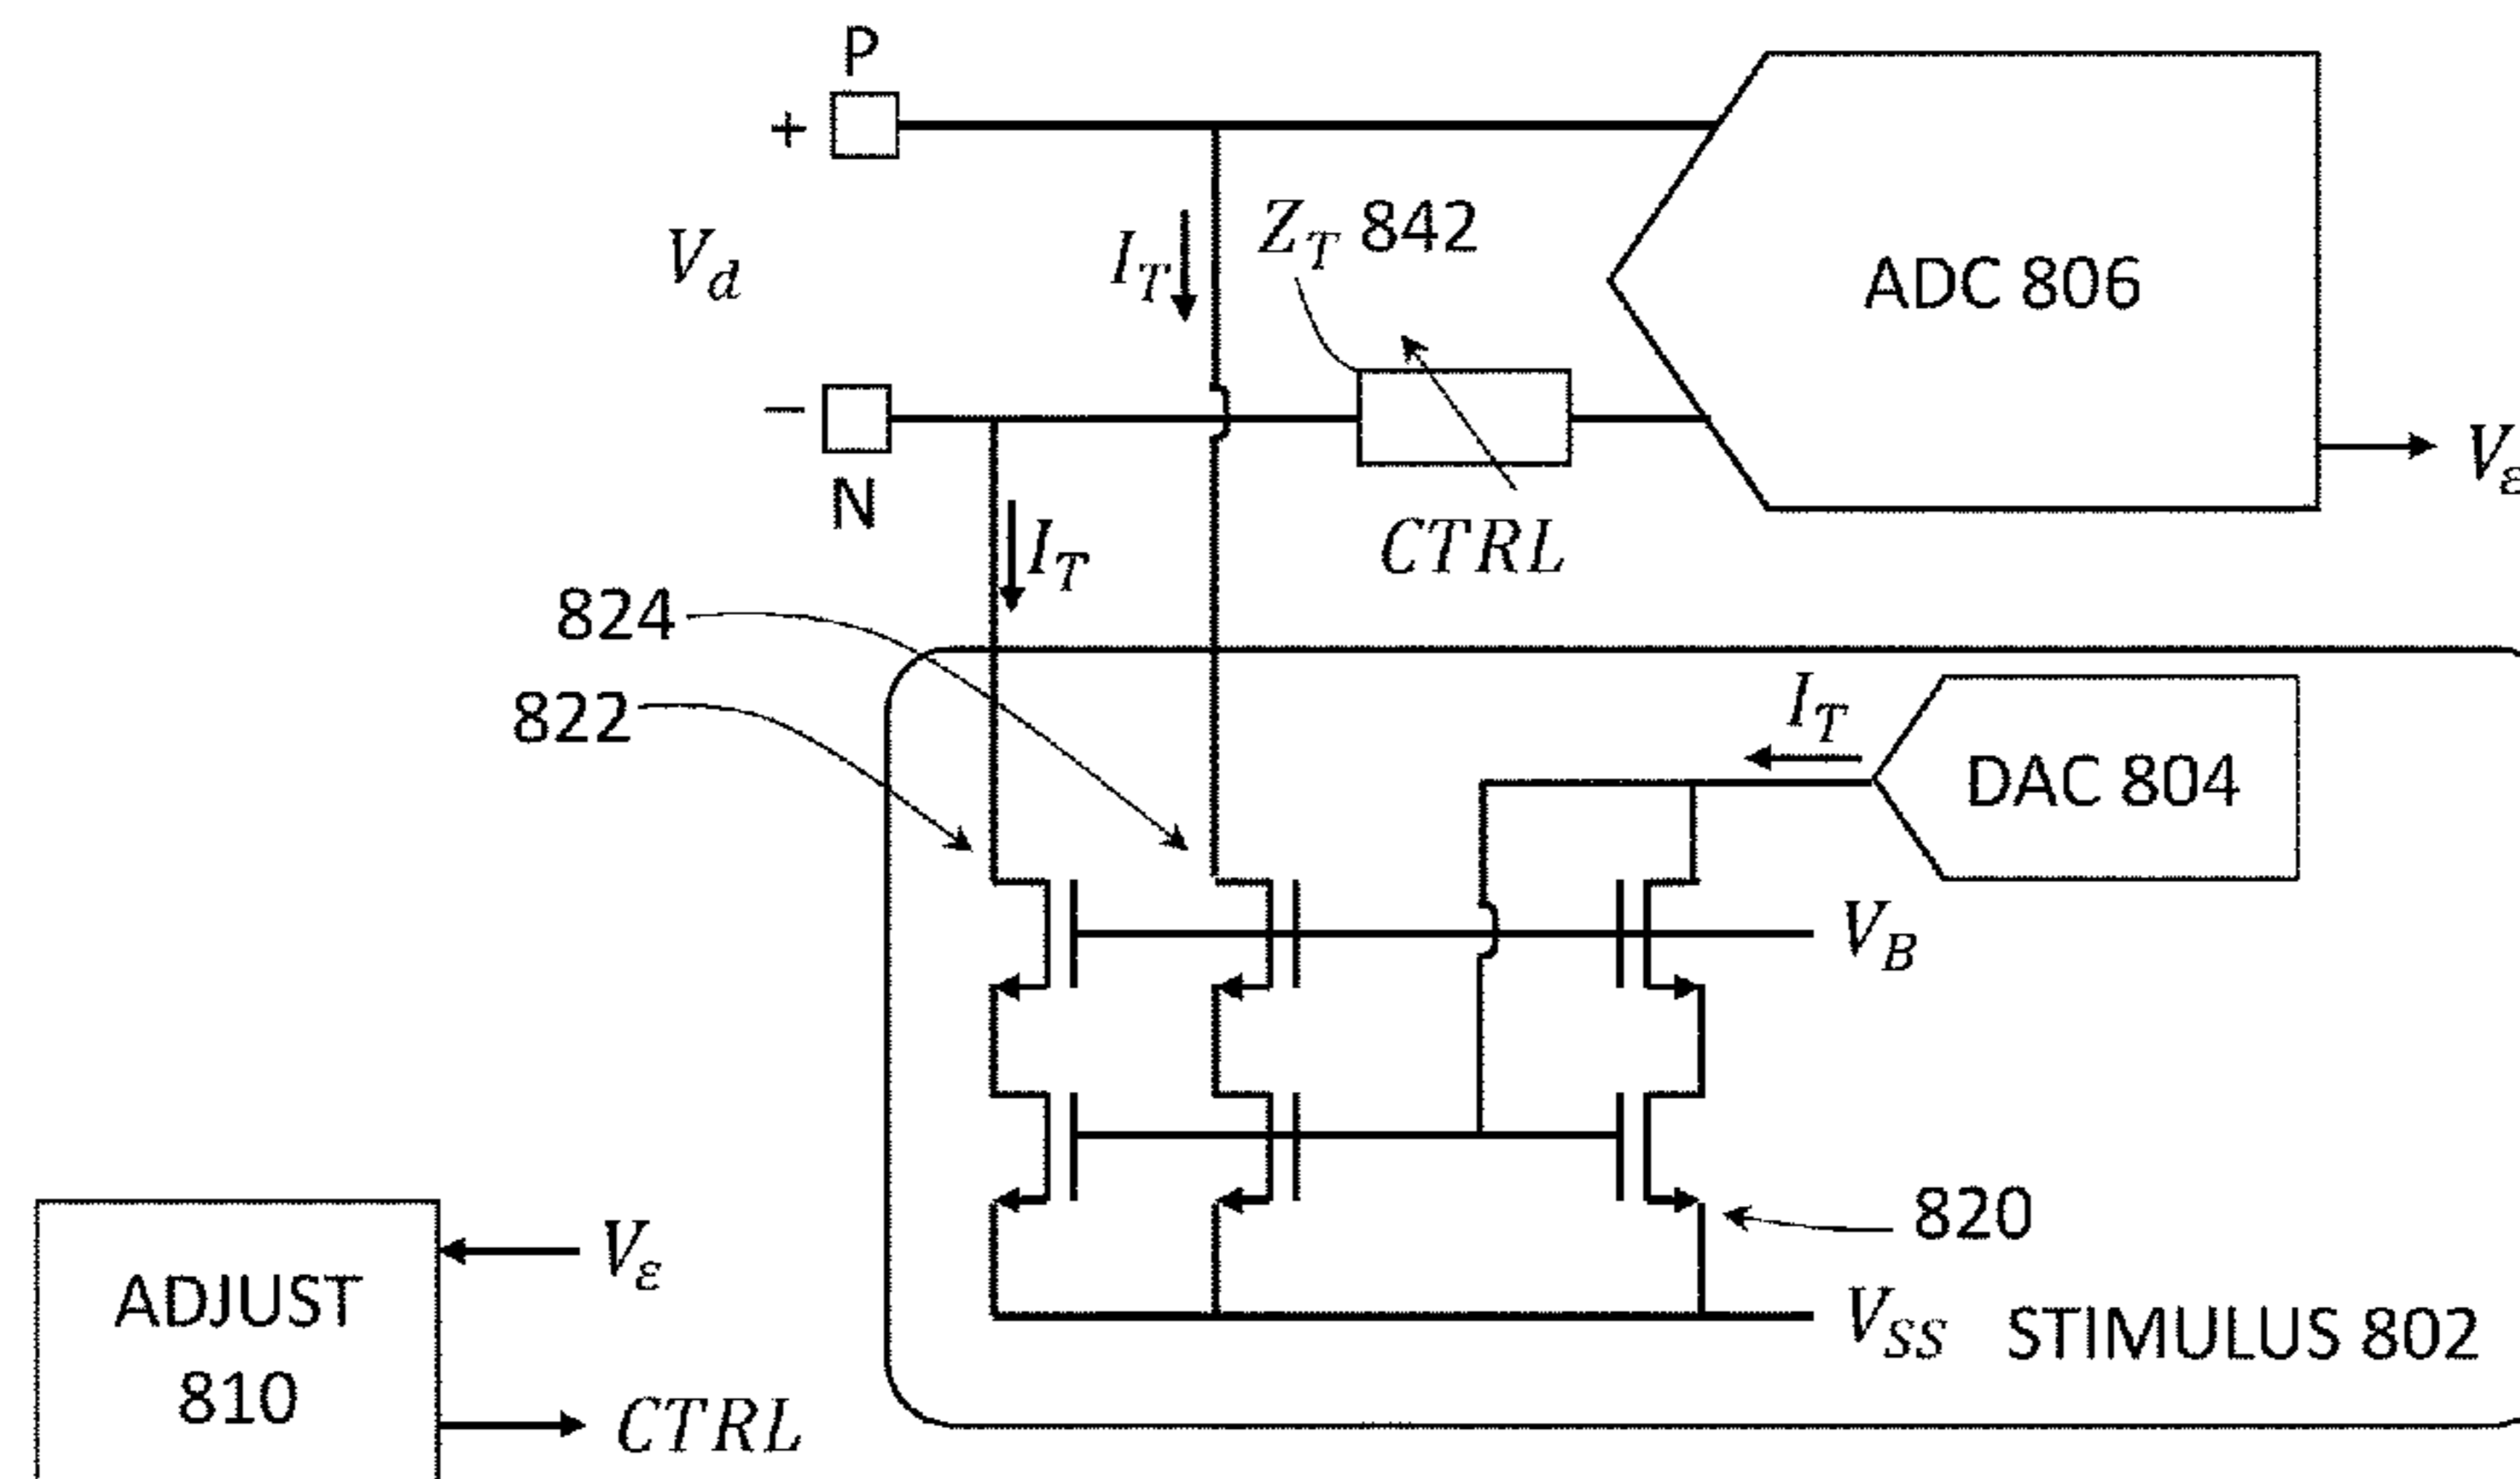 P
+
V_d
I_T
Z_T 842
ADC 806
−
N
V_ε
I_T
CTRL
824
822
I_T
DAC 804
V_B
820
V_ε
ADJUST
810
V_SS
STIMULUS 802
CTRL